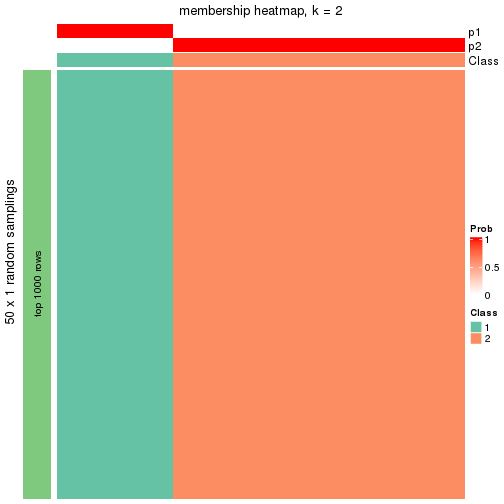 membership heatmap, k = 2
p1
p2
Class
50 x 1 random samplings
top 1000 rows
Prob
1
0.5
0
Class
1
2